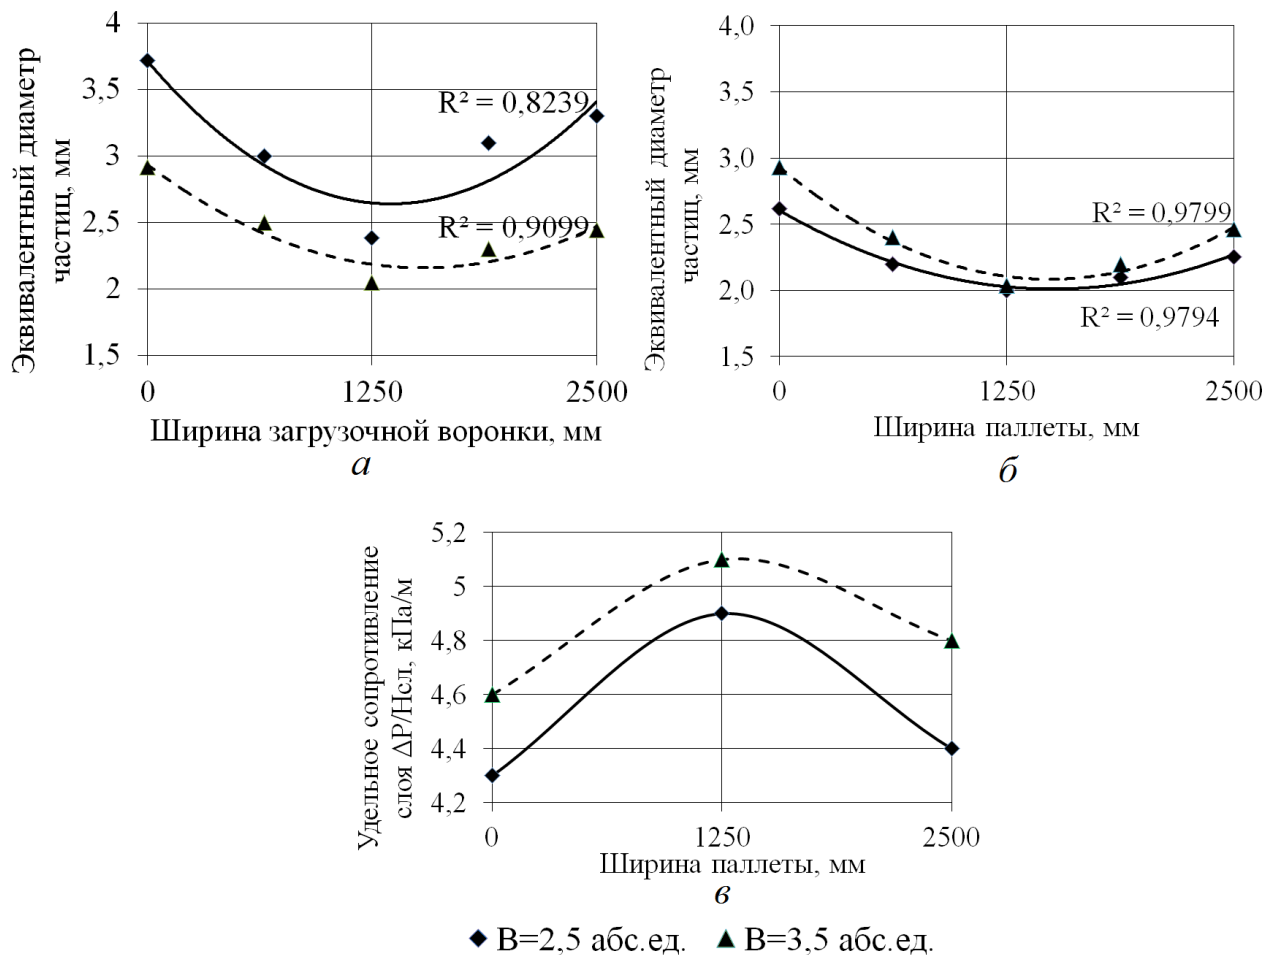 Эквивалентный диаметр
частиц, мм
4
3,5
3
2,5
2
1,5
R² = 0,8239
R² = 0,9099
0 1250 2500
Ширина загрузочной воронки, мм
а
Эквивалентный диаметр
частиц, мм
4,0
3,5
3,0
2,5
2,0
1,5
R² = 0,9799
R² = 0,9794
0 1250 2500
Ширина паллеты, мм
б
Удельное сопротивление
слоя ΔP/Hсл, кПа/м
5,2
5
4,8
4,6
4,4
4,2
0 1250 2500
Ширина паллеты, мм
в
B=2,5 абс.ед. B=3,5 абс.ед.